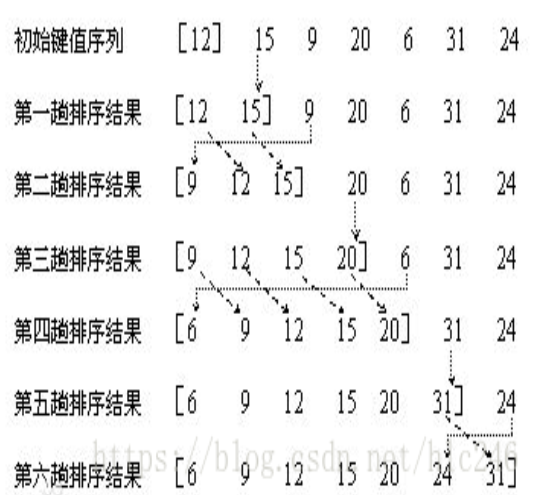 初始键值序列 [12] 15 9 20 6 31 24
第一趟排序结果 [12 15] 9 20 6 31 24
第二趟排序结果 [9 12 15] 20 6 31 24
第三趟排序结果 [9 12 15 20] 6 31 24
第四趟排序结果 [6 9 12 15 20] 31 24
第五趟排序结果 [6 9 12 15 20 31] 24
https://blog.csdn.net/hjc246
第六趟排序结果 [6 9 12 15 20 24 31]